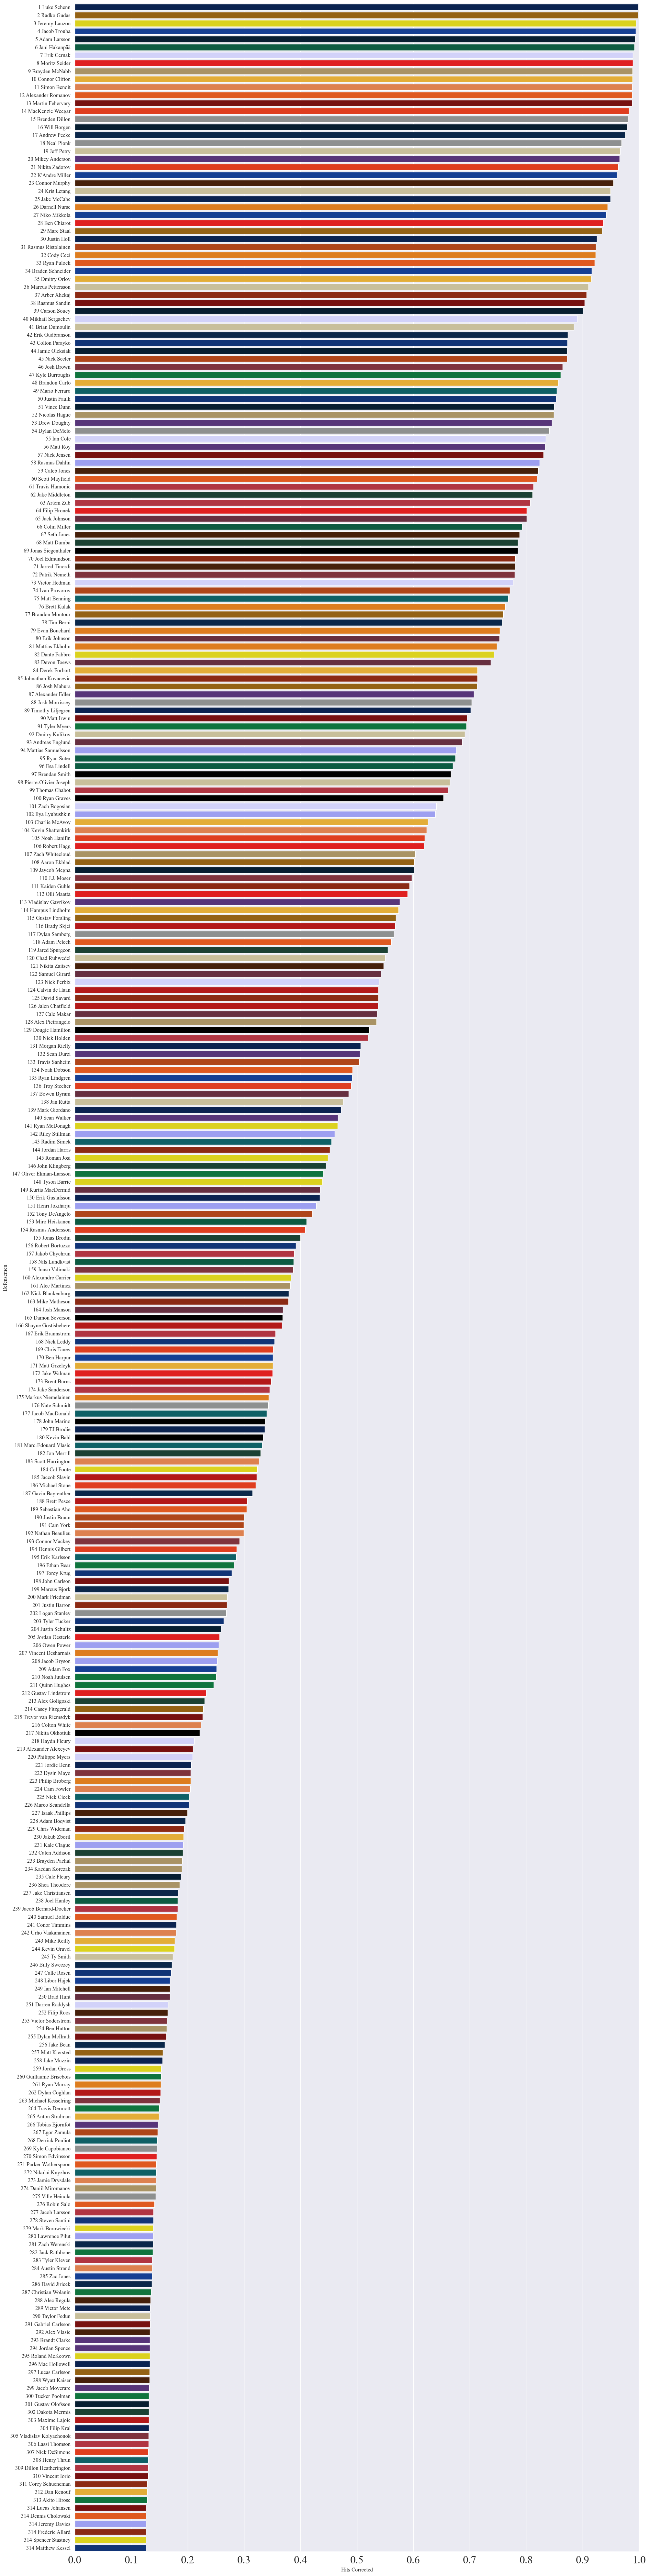 1 Luke Schenn
2 Radko Gudas
3 Jeremy Lauzon
4 Jacob Trouba
5 Adam Larsson
6 Jani Hakanpää
7 Erik Cernak
8 Moritz Seider
9 Brayden McNabb
10 Connor Clifton
11 Simon Benoit
12 Alexander Romanov
13 Martin Fehervary
14 MacKenzie Weegar
15 Brenden Dillon
16 Will Borgen
17 Andrew Peeke
18 Neal Pionk
19 Jeff Petry
20 Mikey Anderson
21 Nikita Zadorov
22 K'Andre Miller
23 Connor Murphy
24 Kris Letang
25 Jake McCabe
26 Darnell Nurse
27 Niko Mikkola
28 Ben Chiarot
29 Marc Staal
30 Justin Holl
31 Rasmus Ristolainen
32 Cody Ceci
33 Ryan Pulock
34 Braden Schneider
35 Dmitry Orlov
36 Marcus Pettersson
37 Arber Xhekaj
38 Rasmus Sandin
39 Carson Soucy
40 Mikhail Sergachev
41 Brian Dumoulin
42 Erik Gudbranson
43 Colton Parayko
44 Jamie Oleksiak
45 Nick Seeler
46 Josh Brown
47 Kyle Burroughs
48 Brandon Carlo
49 Mario Ferraro
50 Justin Faulk
51 Vince Dunn
52 Nicolas Hague
53 Drew Doughty
54 Dylan DeMelo
55 Ian Cole
56 Matt Roy
57 Nick Jensen
58 Rasmus Dahlin
59 Caleb Jones
60 Scott Mayfield
61 Travis Hamonic
62 Jake Middleton
63 Artem Zub
64 Filip Hronek
65 Jack Johnson
66 Colin Miller
67 Seth Jones
68 Matt Dumba
69 Jonas Siegenthaler
70 Joel Edmundson
71 Jarred Tinordi
72 Patrik Nemeth
73 Victor Hedman
74 Ivan Provorov
75 Matt Benning
76 Brett Kulak
77 Brandon Montour
78 Tim Berni
79 Evan Bouchard
80 Erik Johnson
81 Mattias Ekholm
82 Dante Fabbro
83 Devon Toews
84 Derek Forbort
85 Johnathan Kovacevic
86 Josh Mahura
87 Alexander Edler
88 Josh Morrissey
89 Timothy Liljegren
90 Matt Irwin
91 Tyler Myers
92 Dmitry Kulikov
93 Andreas Englund
94 Mattias Samuelsson
95 Ryan Suter
96 Esa Lindell
97 Brendan Smith
98 Pierre-Olivier Joseph
99 Thomas Chabot
100 Ryan Graves
101 Zach Bogosian
102 Ilya Lyubushkin
103 Charlie McAvoy
104 Kevin Shattenkirk
105 Noah Hanifin
106 Robert Hagg
107 Zach Whitecloud
108 Aaron Ekblad
109 Jaycob Megna
110 J.J. Moser
111 Kaiden Guhle
112 Olli Maatta
113 Vladislav Gavrikov
114 Hampus Lindholm
115 Gustav Forsling
116 Brady Skjei
117 Dylan Samberg
118 Adam Pelech
119 Jared Spurgeon
120 Chad Ruhwedel
121 Nikita Zaitsev
122 Samuel Girard
123 Nick Perbix
124 Calvin de Haan
125 David Savard
126 Jalen Chatfield
127 Cale Makar
128 Alex Pietrangelo
129 Dougie Hamilton
130 Nick Holden
131 Morgan Rielly
132 Sean Durzi
133 Travis Sanheim
134 Noah Dobson
135 Ryan Lindgren
136 Troy Stecher
137 Bowen Byram
138 Jan Rutta
139 Mark Giordano
140 Sean Walker
141 Ryan McDonagh
142 Riley Stillman
143 Radim Simek
144 Jordan Harris
145 Roman Josi
146 John Klingberg
147 Oliver Ekman-Larsson
148 Tyson Barrie
149 Kurtis MacDermid
150 Erik Gustafsson
151 Henri Jokiharju
152 Tony DeAngelo
153 Miro Heiskanen
154 Rasmus Andersson
155 Jonas Brodin
156 Robert Bortuzzo
157 Jakob Chychrun
158 Nils Lundkvist
159 Juuso Valimaki
160 Alexandre Carrier
161 Alec Martinez
162 Nick Blankenburg
163 Mike Matheson
164 Josh Manson
165 Damon Severson
166 Shayne Gostisbehere
167 Erik Brannstrom
168 Nick Leddy
169 Chris Tanev
170 Ben Harpur
171 Matt Grzelcyk
172 Jake Walman
173 Brent Burns
174 Jake Sanderson
175 Markus Niemelainen
176 Nate Schmidt
177 Jacob MacDonald
178 John Marino
179 TJ Brodie
180 Kevin Bahl
181 Marc-Edouard Vlasic
182 Jon Merrill
183 Scott Harrington
184 Cal Foote
185 Jaccob Slavin
186 Michael Stone
187 Gavin Bayreuther
188 Brett Pesce
189 Sebastian Aho
190 Justin Braun
191 Cam York
192 Nathan Beaulieu
193 Connor Mackey
194 Dennis Gilbert
195 Erik Karlsson
196 Ethan Bear
197 Torey Krug
198 John Carlson
199 Marcus Bjork
200 Mark Friedman
201 Justin Barron
202 Logan Stanley
203 Tyler Tucker
204 Justin Schultz
205 Jordan Oesterle
206 Owen Power
207 Vincent Desharnais
208 Jacob Bryson
209 Adam Fox
210 Noah Juulsen
211 Quinn Hughes
212 Gustav Lindstrom
213 Alex Goligoski
214 Casey Fitzgerald
215 Trevor van Riemsdyk
216 Colton White
217 Nikita Okhotiuk
218 Haydn Fleury
219 Alexander Alexeyev
220 Philippe Myers
221 Jordie Benn
222 Dysin Mayo
223 Philip Broberg
224 Cam Fowler
225 Nick Cicek
226 Marco Scandella
227 Isaak Phillips
228 Adam Boqvist
229 Chris Wideman
230 Jakub Zboril
231 Kale Clague
232 Calen Addison
233 Brayden Pachal
234 Kaedan Korczak
235 Cale Fleury
236 Shea Theodore
237 Jake Christiansen
238 Joel Hanley
239 Jacob Bernard-Docker
240 Samuel Bolduc
241 Conor Timmins
242 Urho Vaakanainen
243 Mike Reilly
244 Kevin Gravel
245 Ty Smith
246 Billy Sweezey
247 Calle Rosen
248 Libor Hajek
249 Ian Mitchell
250 Brad Hunt
251 Darren Raddysh
252 Filip Roos
253 Victor Soderstrom
254 Ben Hutton
255 Dylan McIlrath
256 Jake Bean
257 Matt Kiersted
258 Jake Muzzin
259 Jordan Gross
260 Guillaume Brisebois
261 Ryan Murray
262 Dylan Coghlan
263 Michael Kesselring
264 Travis Dermott
265 Anton Stralman
266 Tobias Bjornfot
267 Egor Zamula
268 Derrick Pouliot
269 Kyle Capobianco
270 Simon Edvinsson
271 Parker Wotherspoon
272 Nikolai Knyzhov
273 Jamie Drysdale
274 Daniil Miromanov
275 Ville Heinola
276 Robin Salo
277 Jacob Larsson
278 Steven Santini
279 Mark Borowiecki
280 Lawrence Pilut
281 Zach Werenski
282 Jack Rathbone
283 Tyler Kleven
284 Austin Strand
285 Zac Jones
286 David Jiricek
287 Christian Wolanin
288 Alec Regula
289 Victor Mete
290 Taylor Fedun
291 Gabriel Carlsson
292 Alex Vlasic
293 Brandt Clarke
294 Jordan Spence
295 Roland McKeown
296 Mac Hollowell
297 Lucas Carlsson
298 Wyatt Kaiser
299 Jacob Moverare
300 Tucker Poolman
301 Gustav Olofsson
302 Dakota Mermis
303 Maxime Lajoie
304 Filip Kral
305 Vladislav Kolyachonok
306 Lassi Thomson
307 Nick DeSimone
308 Henry Thrun
309 Dillon Heatherington
310 Vincent Iorio
311 Corey Schueneman
312 Dan Renouf
313 Akito Hirose
314 Lucas Johansen
314 Dennis Cholowski
314 Jeremy Davies
314 Frederic Allard
314 Spencer Stastney
314 Matthew Kessel
Defensemen
0.0 0.1 0.2 0.3 0.4 0.5 0.6 0.7 0.8 0.9 1.0
Hits Corrected